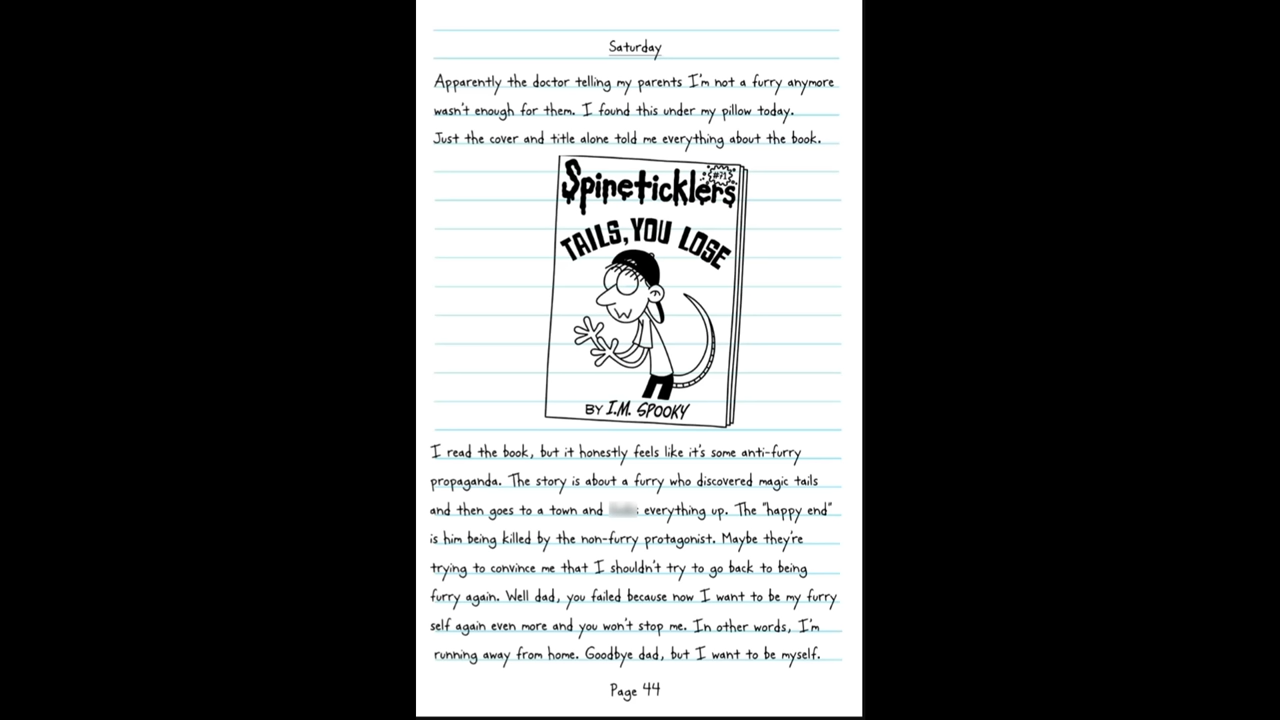 Saturday
Apparently the doctor telling my parents I'm not a furry anymore
wasn't enough for them. I found this under my pillow today.
Just the cover and title alone told me everything about the book.
#71
Spineticklers
TAILS, YOU LOSE
BY I.M. SPOOKY
I read the book, but it honestly feels like it's some anti-furry
propaganda. The story is about a furry who discovered magic tails
and then goes to a town and everything up. The "happy end"
is him being killed by the non-furry protagonist. Maybe they're
trying to convince me that I shouldn't try to go back to being
furry again. Well dad, you failed because now I want to be my furry
self again even more and you won't stop me. In other words, I'm
running away from home. Goodbye dad, but I want to be myself.
Page 44